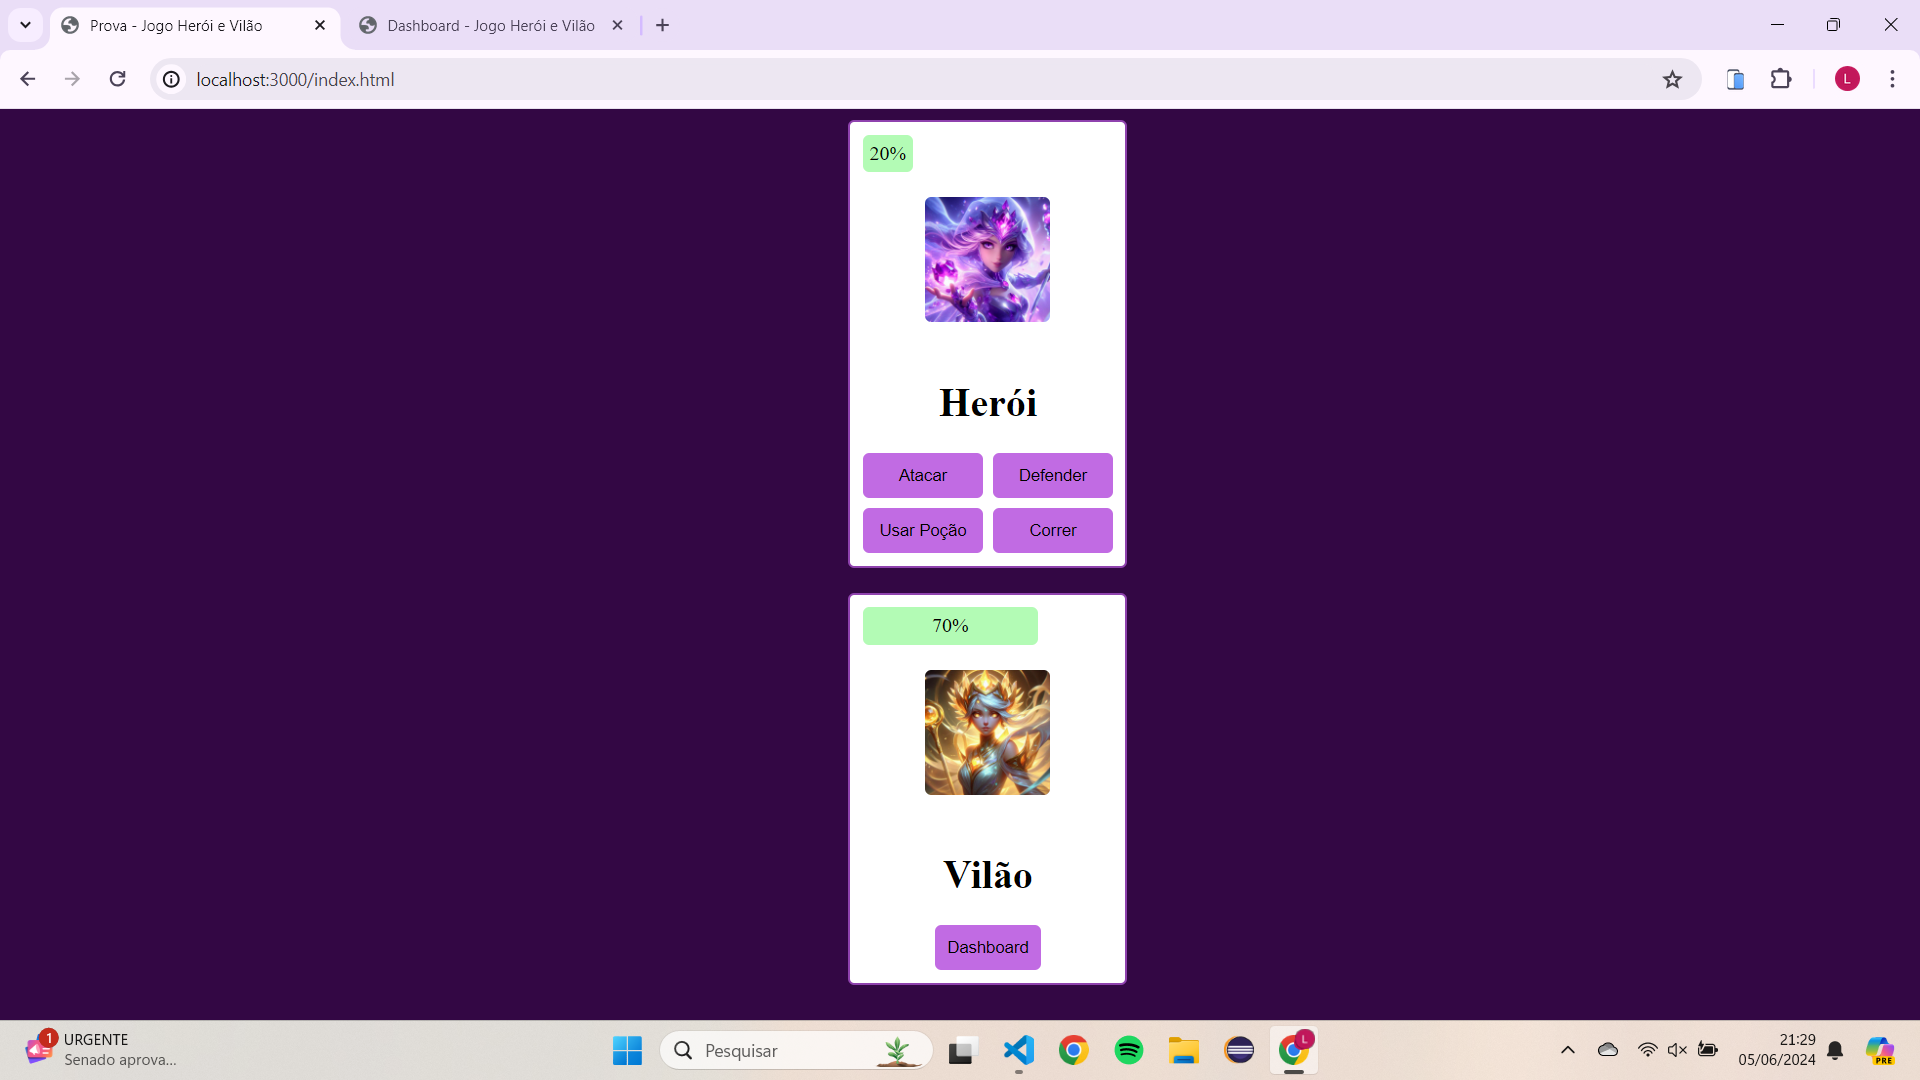 Prova - Jogo Herói e Vilão
Dashboard - Jogo Herói e Vilão
localhost:3000/index.html
L
20%
Herói
Atacar
Defender
Usar Poção
Correr
70%
Vilão
Dashboard
1
URGENTE
Senado aprova...
Pesquisar
L
21:29
05/06/2024
PRE